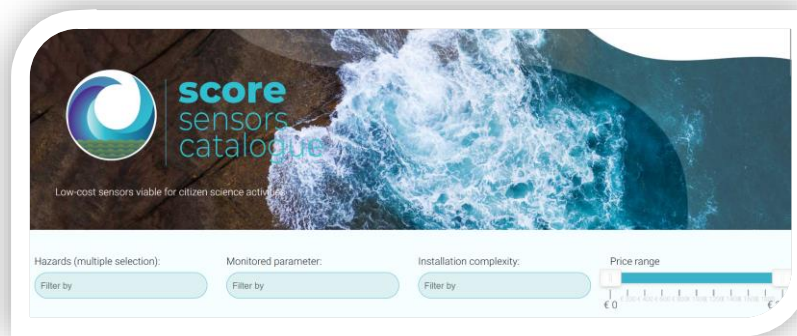 score
sensors
catalogue
Low-cost sensors viable for citizen science activities
Hazards (multiple selection): Monitored parameter: Installation complexity: Price range
Filter by Filter by Filter by
€ 0